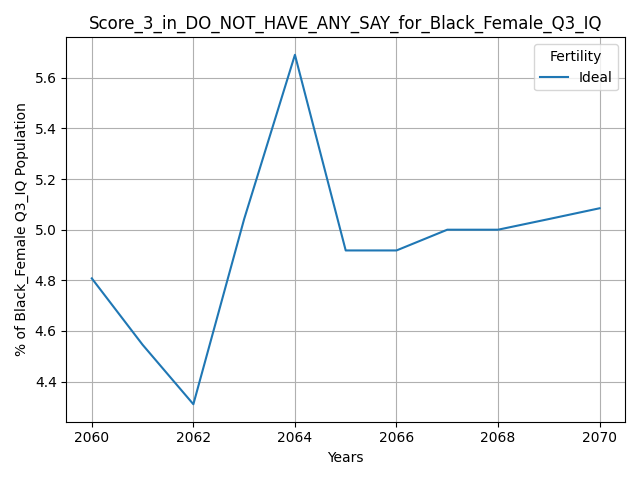 Score_3_in_DO_NOT_HAVE_ANY_SAY_for_Black_Female_Q3_IQ
Fertility
Ideal
% of Black_Female Q3_IQ Population
5.6
5.4
5.2
5.0
4.8
4.6
4.4
2060 2062 2064 2066 2068 2070
Years